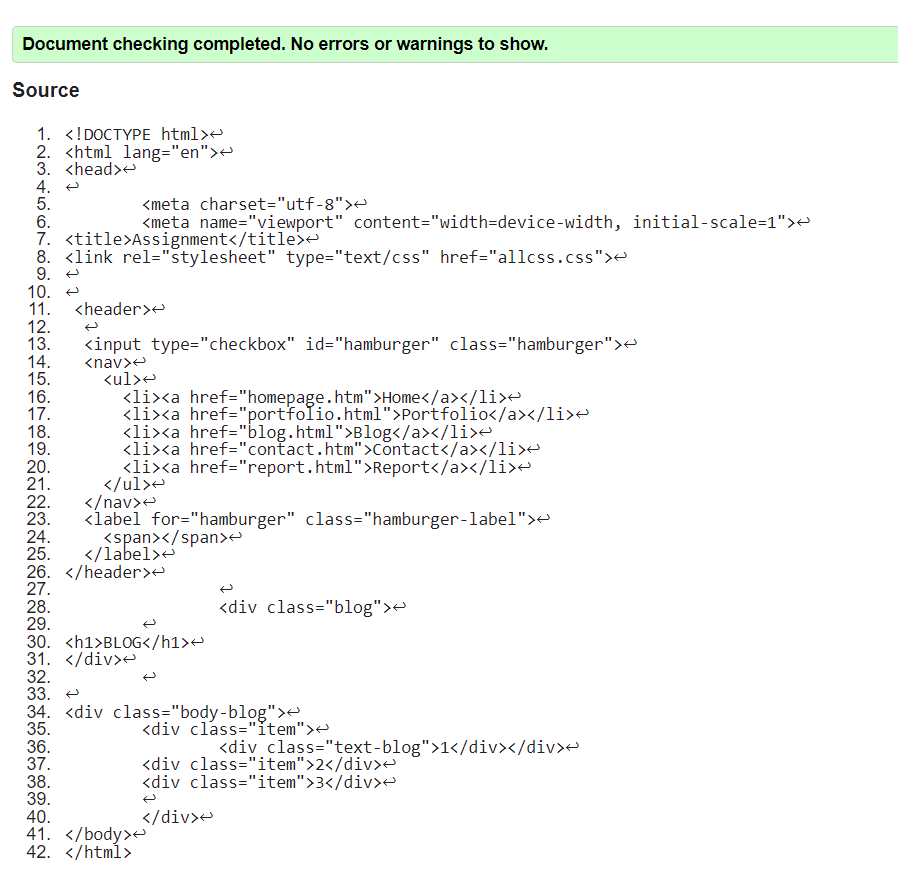 Document checking completed. No errors or warnings to show.
Source
1. <!DOCTYPE html>↩
2. <html lang="en">↩
3. <head>↩
4. ↩
5.         <meta charset="utf-8">↩
6.         <meta name="viewport" content="width=device-width, initial-scale=1">↩
7. <title>Assignment</title>↩
8. <link rel="stylesheet" type="text/css" href="allcss.css">↩
9. ↩
10. ↩
11.  <header>↩
12.   ↩
13.   <input type="checkbox" id="hamburger" class="hamburger">↩
14.   <nav>↩
15.     <ul>↩
16.       <li><a href="homepage.htm">Home</a></li>↩
17.       <li><a href="portfolio.html">Portfolio</a></li>↩
18.       <li><a href="blog.html">Blog</a></li>↩
19.       <li><a href="contact.htm">Contact</a></li>↩
20.       <li><a href="report.html">Report</a></li>↩
21.     </ul>↩
22.   </nav>↩
23.   <label for="hamburger" class="hamburger-label">↩
24.     <span></span>↩
25.   </label>↩
26. </header>↩
27.                 ↩
28.                 <div class="blog">↩
29.         ↩
30. <h1>BLOG</h1>↩
31. </div>↩
32.         ↩
33. ↩
34. <div class="body-blog">↩
35.         <div class="item">↩
36.                 <div class="text-blog">1</div></div>↩
37.         <div class="item">2</div>↩
38.         <div class="item">3</div>↩
39.         ↩
40.         </div>↩
41. </body>↩
42. </html>